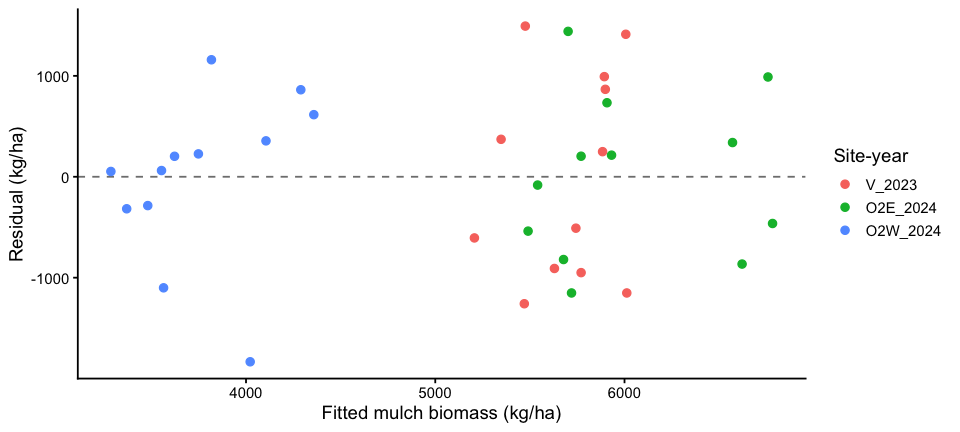 1000
0
-1000
Residual (kg/ha)
4000
5000
6000
Fitted mulch biomass (kg/ha)
Site-year
V_2023
O2E_2024
O2W_2024